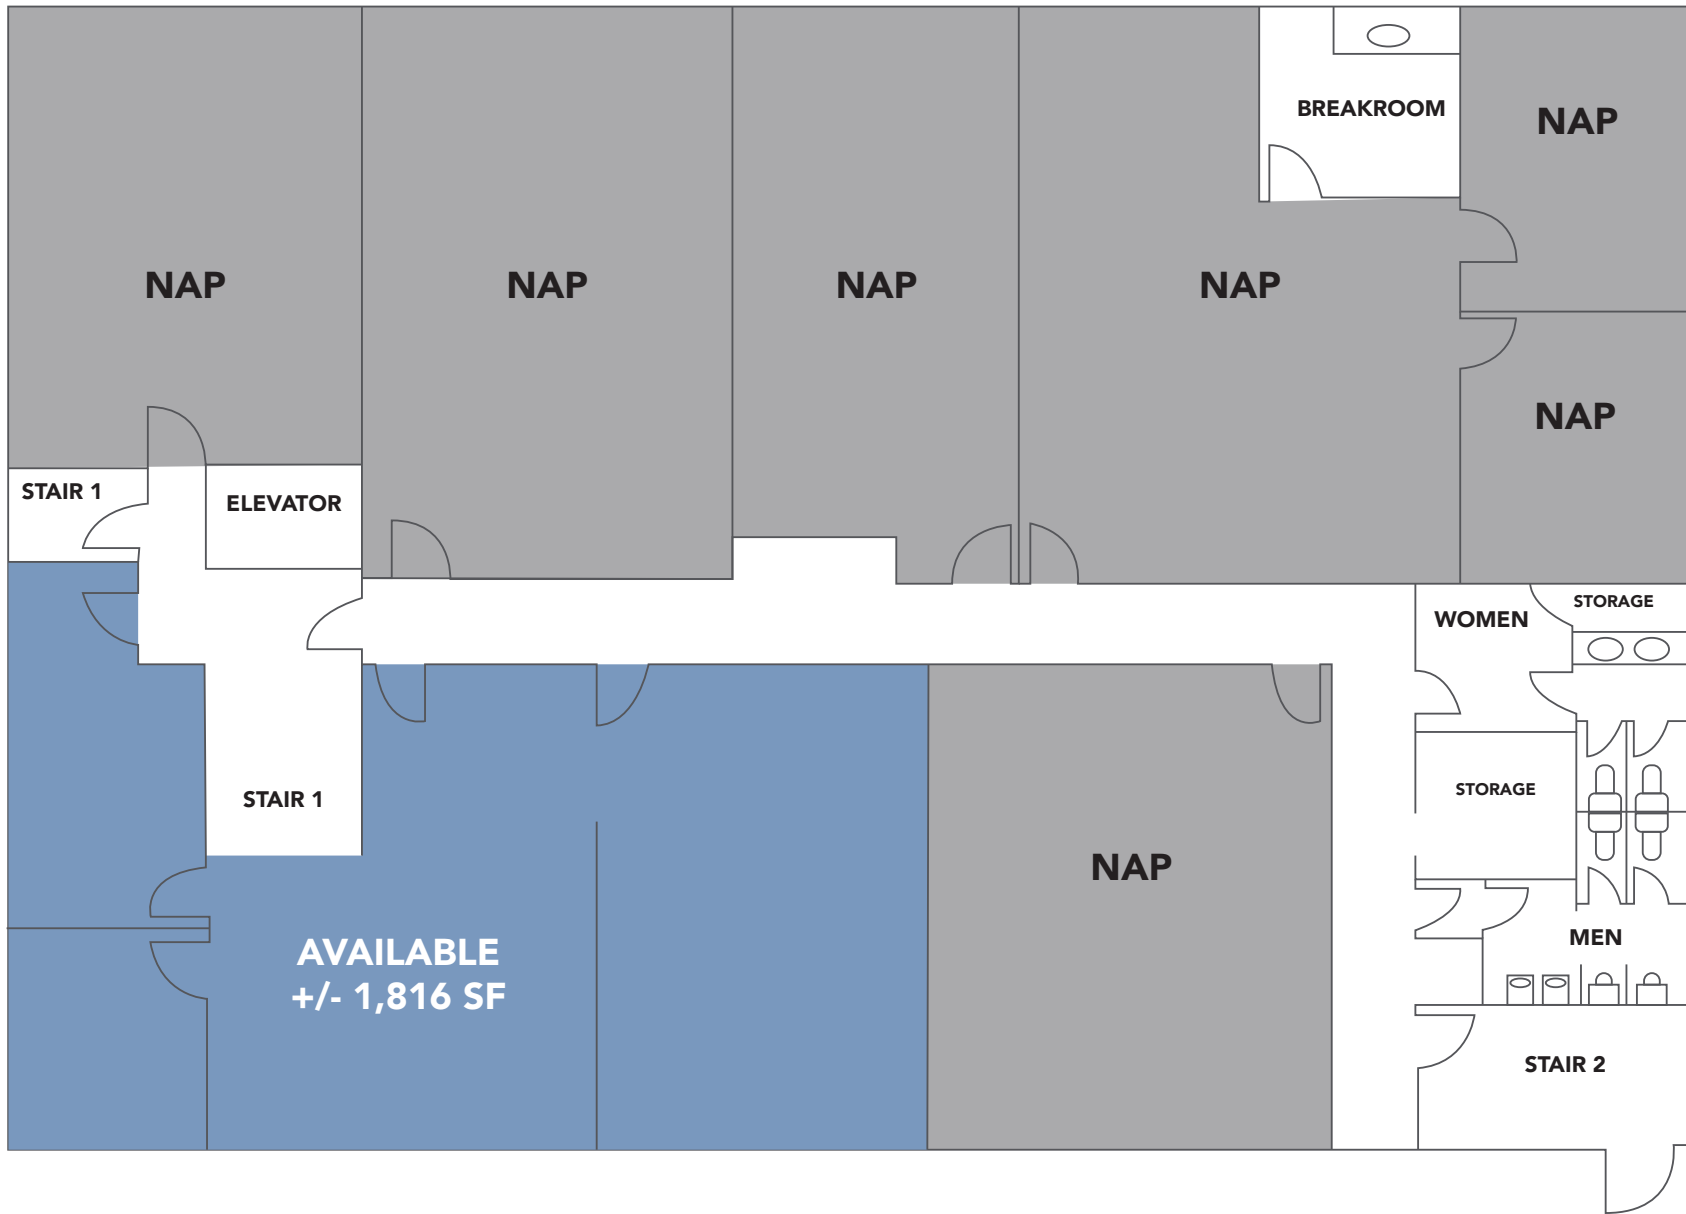 BREAKROOM
NAP
NAP
NAP
NAP
NAP
NAP
STAIR 1
ELEVATOR
STORAGE
WOMEN
STORAGE
STAIR 1
NAP
MEN
AVAILABLE
+/- 1,816 SF
STAIR 2